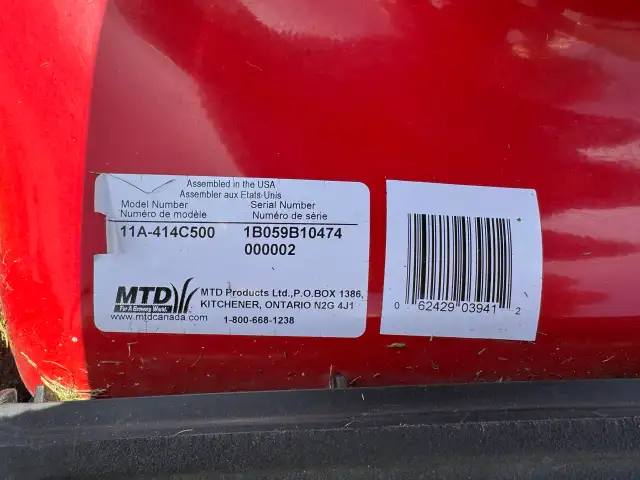 Assembled in the USA
Assembler aux Etats-Unis
Model Number Serial Number
Numéro de modèle Numéro de série
11A-414C500 1B059B10474
000002
MTD
For A Growing World.
www.mtdcanada.com
MTD Products Ltd.,P.O.BOX 1386,
KITCHENER, ONTARIO N2G 4J1
1-800-668-1238
0 62429 03941 2